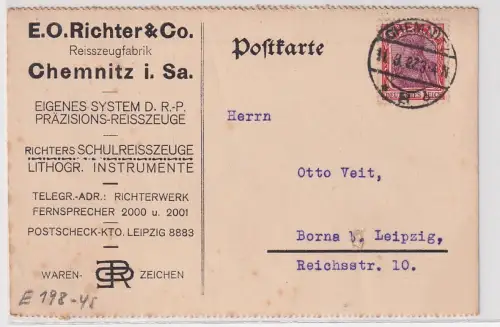 E.O.Richter & Co.
Reisszeugfabrik
Chemnitz i. Sa.
EIGENES SYSTEM D. R.-P.
PRÄZISIONS-REISSZEUGE
RICHTERS SCHULREISSZEUGE
LITHOGR. INSTRUMENTE
TELEGR.-ADR.: RICHTERWERK
FERNSPRECHER 2000 u. 2001
POSTSCHECK-KTO. LEIPZIG 8883
WAREN- ZEICHEN
E 198-45
Postkarte
CHEMNITZ
Herrn
Otto Veit,
Borna b. Leipzig,
Reichsstr. 10.